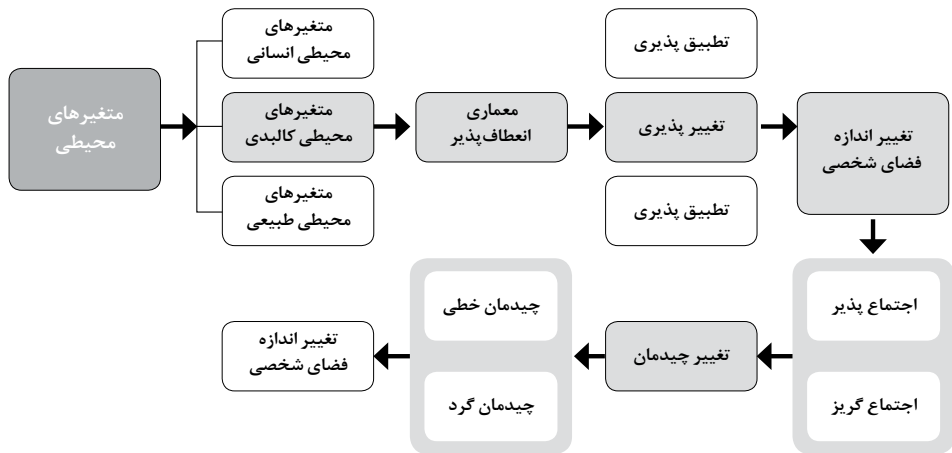 متغیرهای
محیطی
متغیرهای
محیطی انسانی
متغیرهای
محیطی کالبدی
متغیرهای
محیطی طبیعی
معماری
انعطاف‌پذیر
تطبیق پذیری
تغییر پذیری
تطبیق پذیری
تغییر اندازه
فضای شخصی
اجتماع پذیر
اجتماع گریز
تغییر چیدمان
چیدمان خطی
چیدمان گرد
تغییر اندازه
فضای شخصی